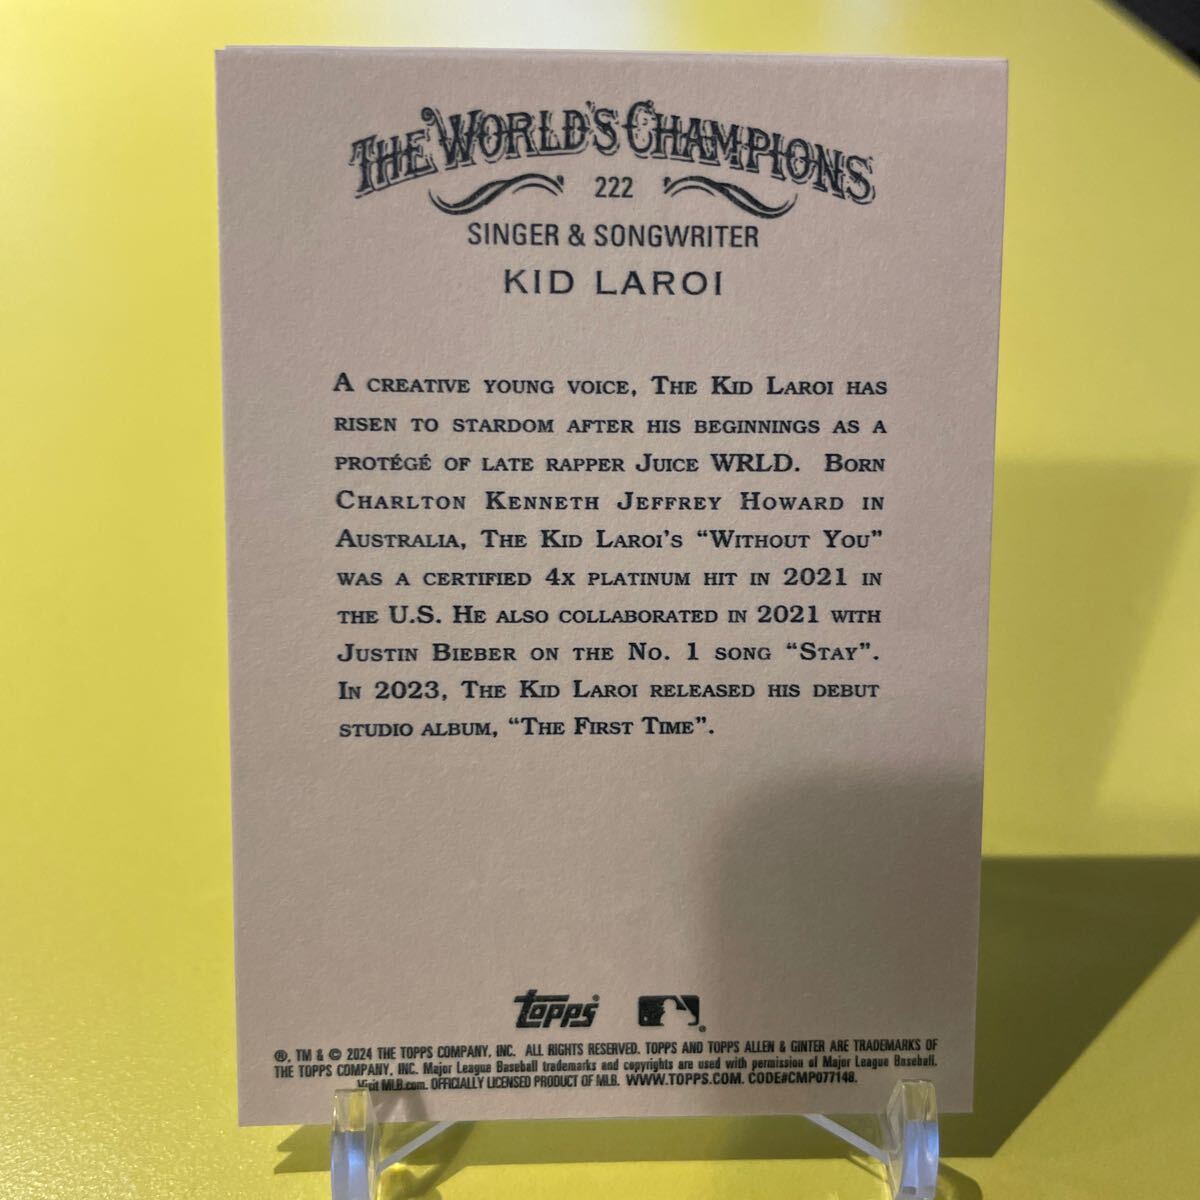 THE WORLD'S CHAMPIONS
222
SINGER & SONGWRITER
KID LAROI
A CREATIVE YOUNG VOICE, THE KID LAROI HAS
RISEN TO STARDOM AFTER HIS BEGINNINGS AS A
PROTÉGÉ OF LATE RAPPER JUICE WRLD. BORN
CHARLTON KENNETH JEFFREY HOWARD IN
AUSTRALIA, THE KID LAROI'S “WITHOUT YOU”
WAS A CERTIFIED 4X PLATINUM HIT IN 2021 IN
THE U.S. HE ALSO COLLABORATED IN 2021 WITH
JUSTIN BIEBER ON THE NO. 1 SONG “STAY”.
IN 2023, THE KID LAROI RELEASED HIS DEBUT
STUDIO ALBUM, “THE FIRST TIME”.
Topps®
®, TM & © 2024 THE TOPPS COMPANY, INC. ALL RIGHTS RESERVED. TOPPS AND TOPPS ALLEN & GINTER ARE TRADEMARKS OF
THE TOPPS COMPANY, INC. Major League Baseball trademarks and copyrights are used with permission of Major League Baseball.
Visit MLB.com. OFFICIALLY LICENSED PRODUCT OF MLB. WWW.TOPPS.COM. CODE#CMP077148.